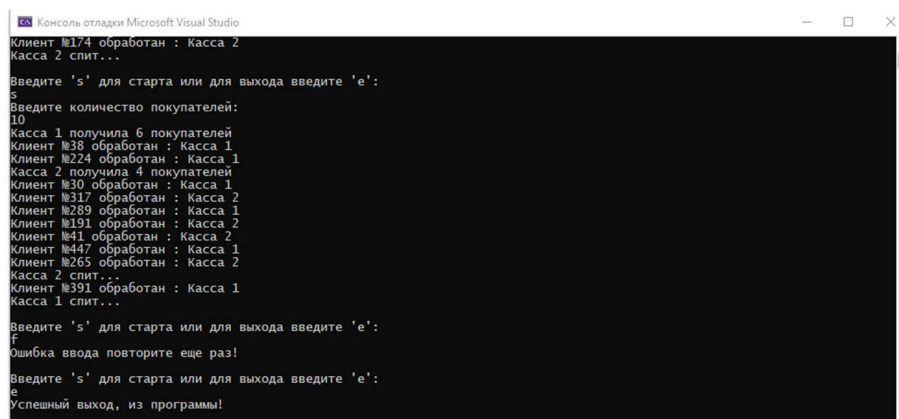 Консоль отладки Microsoft Visual Studio
Клиент №174 обработан : Касса 2
Касса 2 спит...
Введите 's' для старта или для выхода введите 'e':
s
Введите количество покупателей:
10
Касса 1 получила 6 покупателей
Клиент №38 обработан : Касса 1
Клиент №224 обработан : Касса 1
Касса 2 получила 4 покупателей
Клиент №30 обработан : Касса 1
Клиент №317 обработан : Касса 2
Клиент №289 обработан : Касса 1
Клиент №191 обработан : Касса 2
Клиент №41 обработан : Касса 2
Клиент №447 обработан : Касса 1
Клиент №265 обработан : Касса 2
Касса 2 спит...
Клиент №391 обработан : Касса 1
Касса 1 спит...
Введите 's' для старта или для выхода введите 'e':
f
Ошибка ввода повторите еще раз!
Введите 's' для старта или для выхода введите 'e':
e
Успешный выход, из программы!